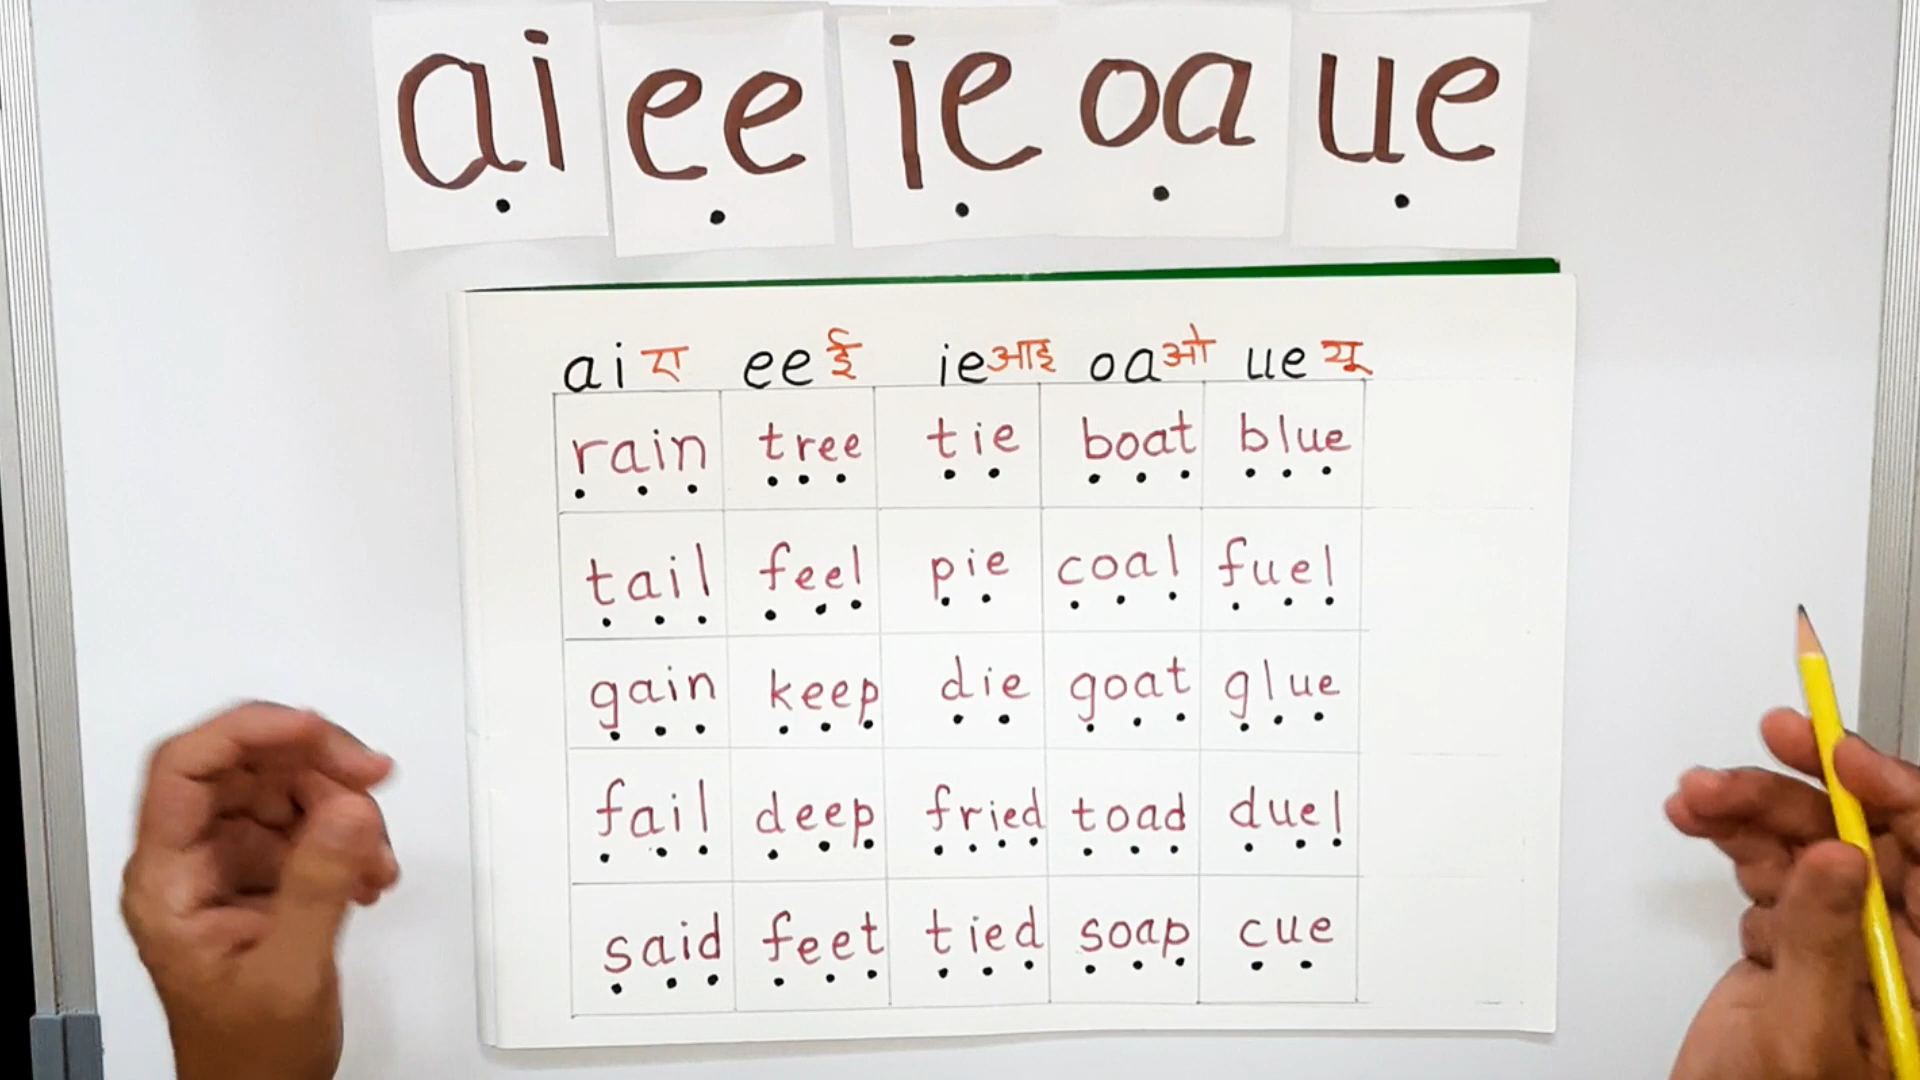 ai ee ie oa ue
ai ए ee ई ie आइ oa ओ ue यू
rain tree tie boat blue
tail feel pie coal fuel
gain keep die goat glue
fail deep fried toad duel
said feet tied soap cue